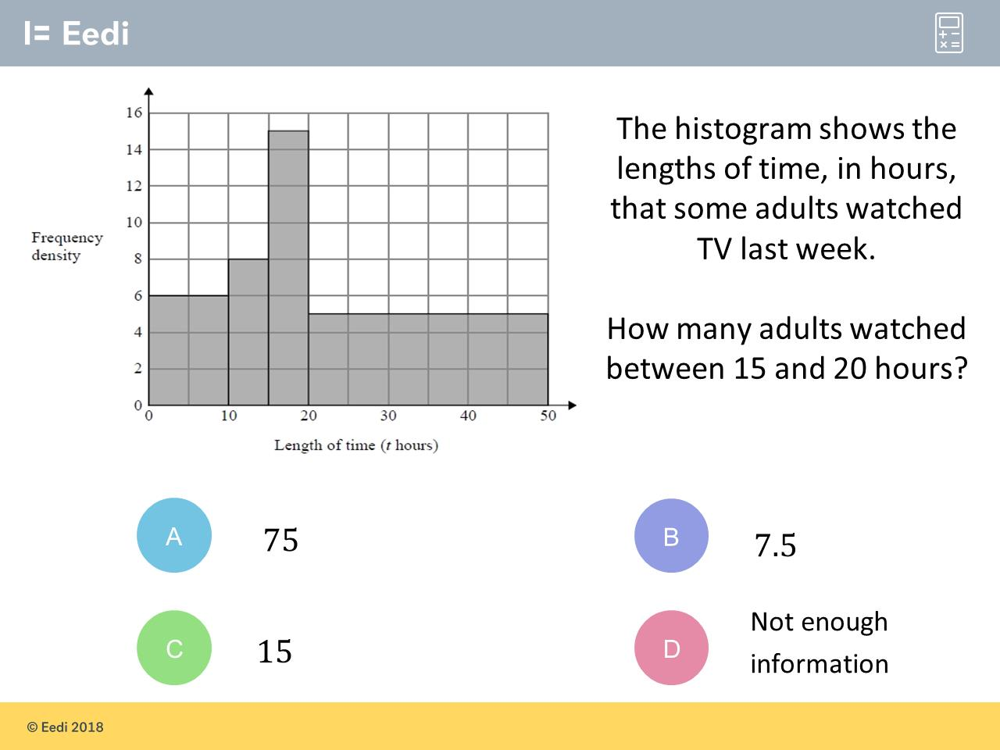 Eedi
16
14
12
10
8
6
4
2
0
Frequency
density
0 10 20 30 40 50
Length of time (t hours)
The histogram shows the
lengths of time, in hours,
that some adults watched
TV last week.
How many adults watched
between 15 and 20 hours?
A 75
B 7.5
C 15
D Not enough
information
© Eedi 2018